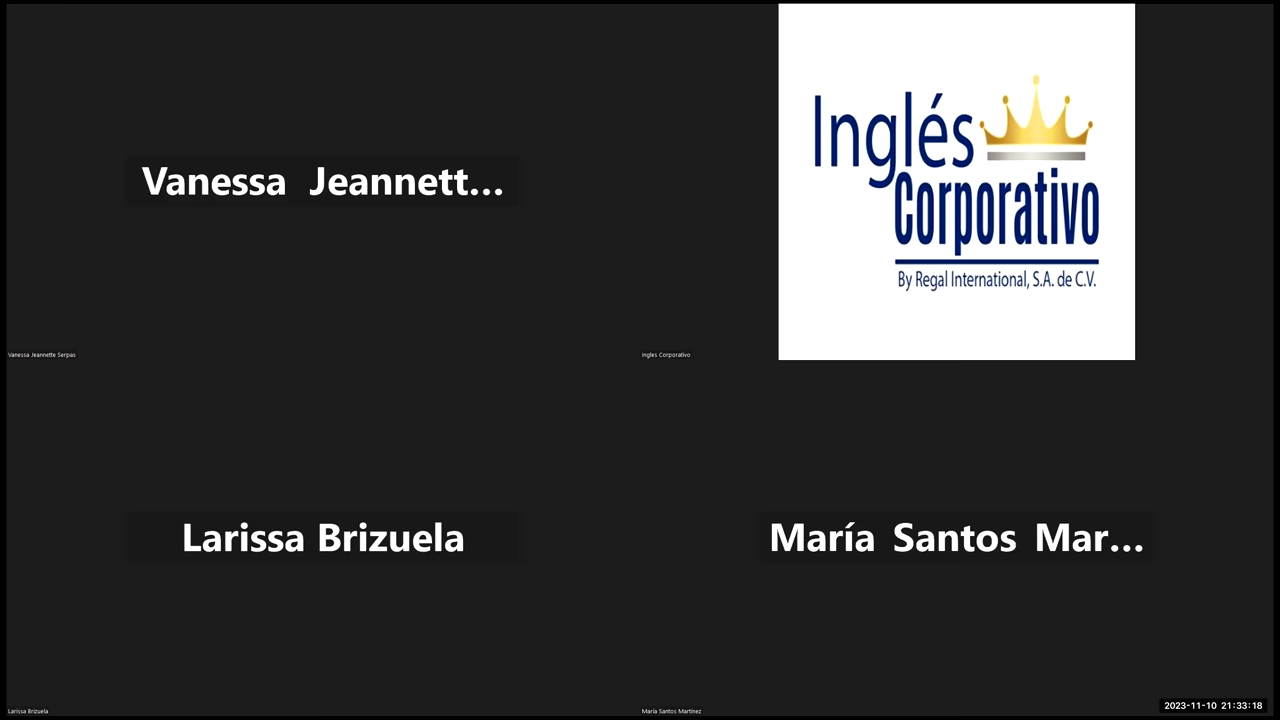 Vanessa Jeannett...
Vanessa Jeannette Serpas
Inglés
Corporativo
By Regal International, S.A. de C.V.
Ingles Corporativo
Larissa Brizuela
Larissa Brizuela
María Santos Mar...
María Santos Martínez
2023-11-10 21:33:18